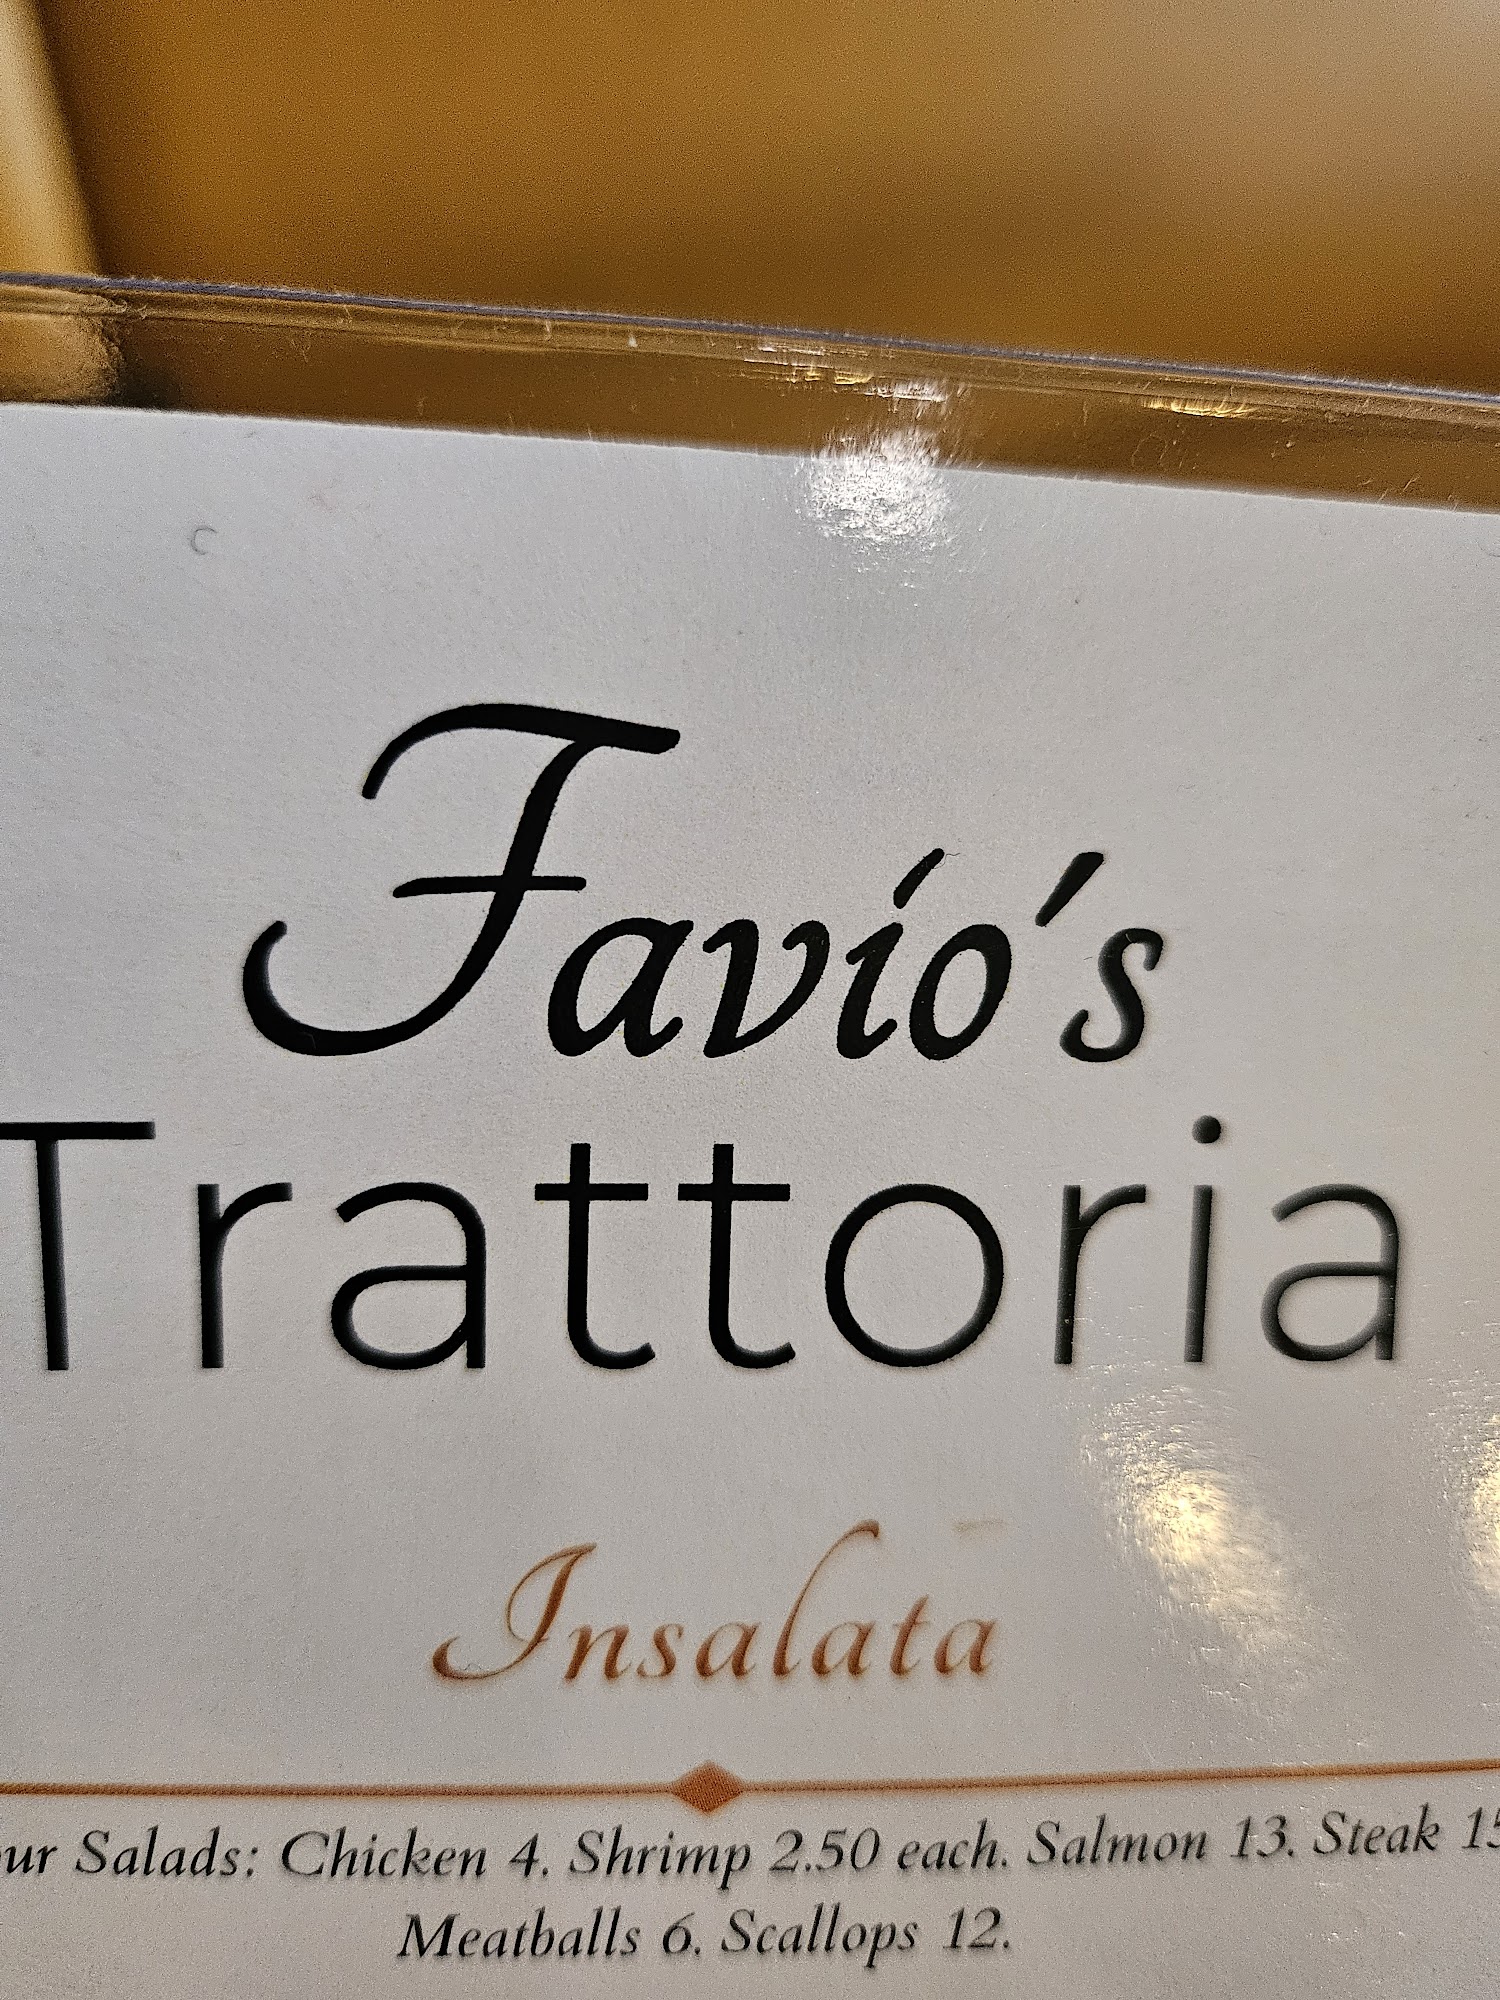 Favio's
Trattoria
Insalata
Salads: Chicken 4. Shrimp 2.50 each. Salmon 13. Steak
Meatballs 6. Scallops 12.